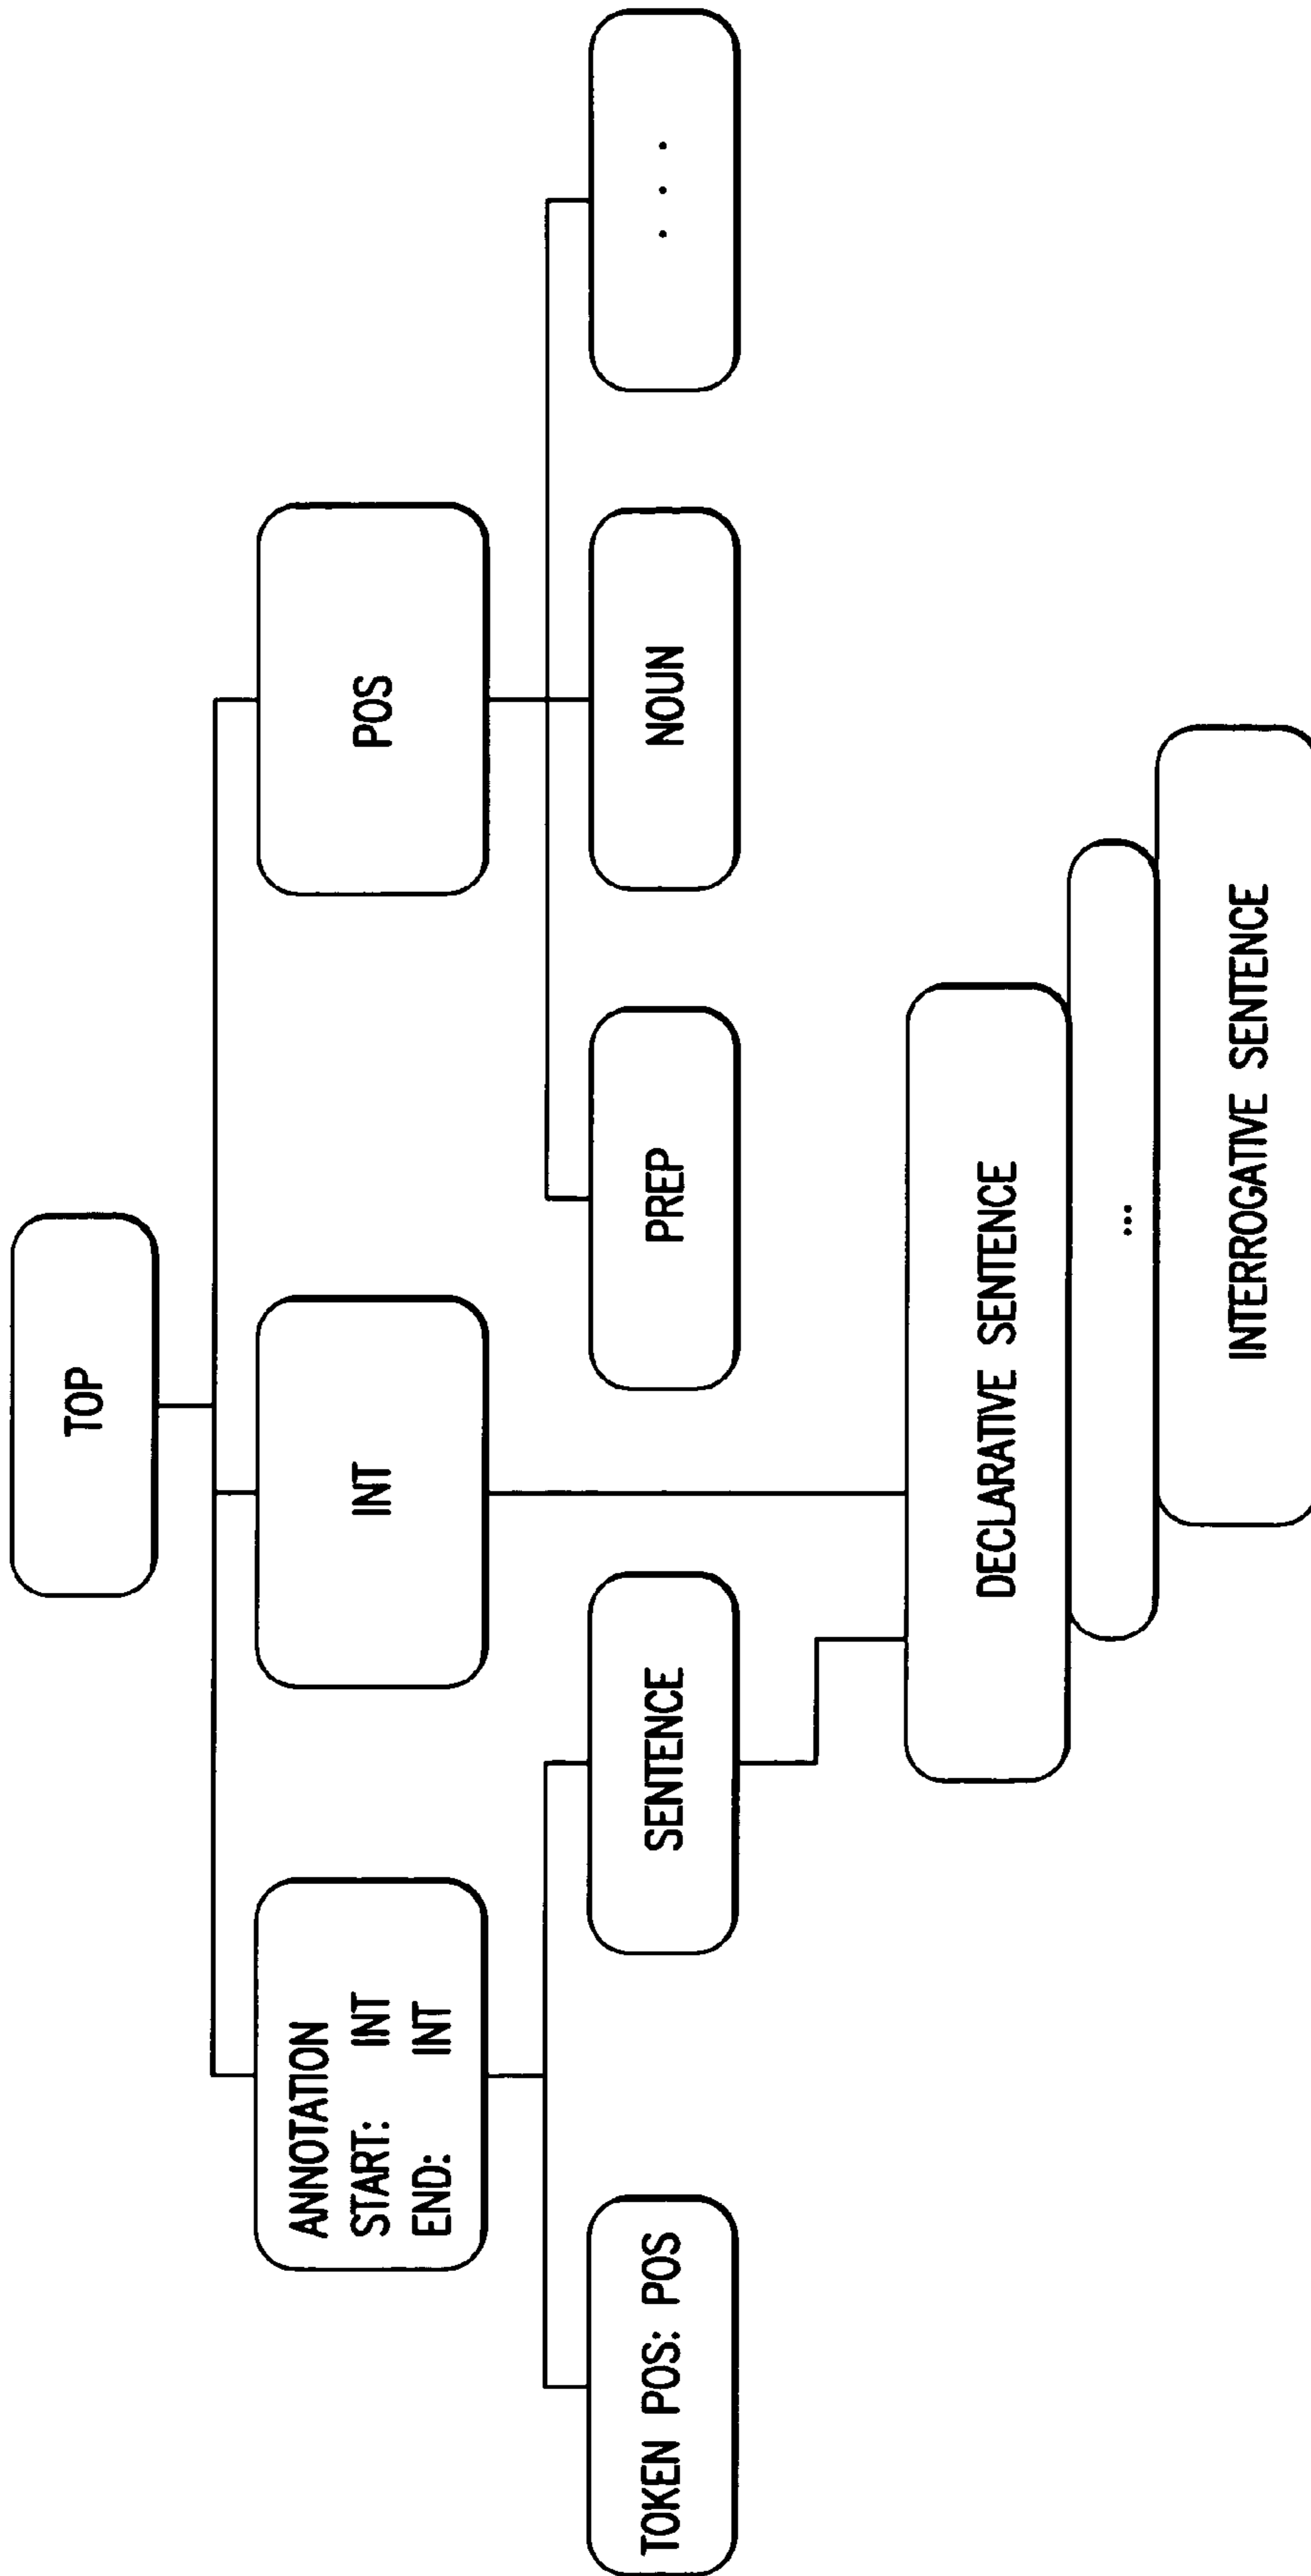 TOP
ANNOTATION
START: INT
END: INT
INT
POS
TOKEN POS: POS
SENTENCE
PREP
NOUN
. . .
DECLARATIVE SENTENCE
...
INTERROGATIVE SENTENCE